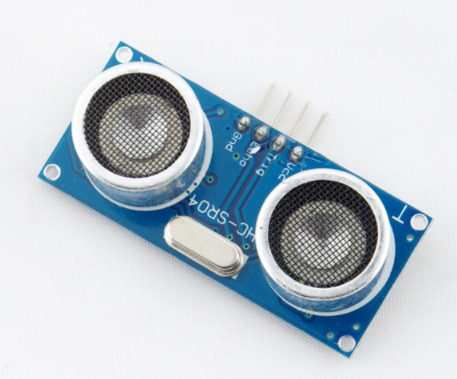 Vcc
Trig
Echo
Gnd
HC-SR04
T